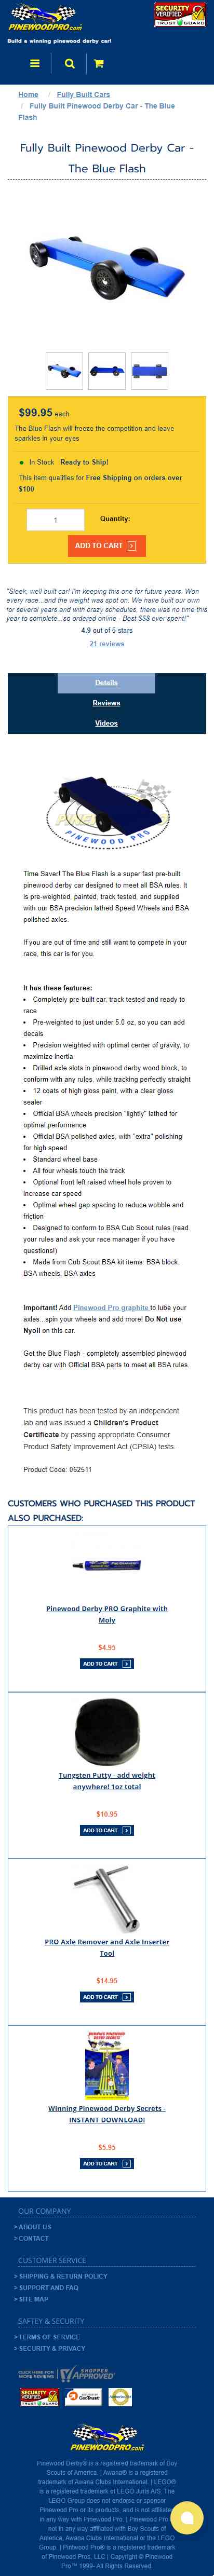 PINEWOODPRO.com
SECURITY VERIFIED
TRUST GUARD
Build a winning pinewood derby car!
Home / Fully Built Cars
/ Fully Built Pinewood Derby Car - The Blue
Flash
Fully Built Pinewood Derby Car -
The Blue Flash
$99.95 each
The Blue Flash will freeze the competition and leave
sparkles in your eyes
In Stock Ready to Ship!
This item qualifies for Free Shipping on orders over
$100
1 Quantity:
ADD TO CART
"Sleek, well built car! I'm keeping this one for future years. Won
every race...and the weight was spot on. We have built our own
for several years and with crazy schedules, there was no time this
year to complete...so ordered online - Best $$$ ever spent!"
4.9 out of 5 stars
21 reviews
Details
Reviews
Videos
PINEWOOD PRO
Time Saver! The Blue Flash is a super fast pre-built
pinewood derby car designed to meet all BSA rules. It
is pre-weighted, painted, track tested, and supplied
with our BSA precision lathed Speed Wheels and BSA
polished axles.
If you are out of time and still want to compete in your
race, this car is for you.
It has these features:
• Completely pre-built car, track tested and ready to
race
• Pre-weighted to just under 5.0 oz, so you can add
decals
• Precision weighted with optimal center of gravity, to
maximize inertia
• Drilled axle slots in pinewood derby wood block, to
conform with any rules, while tracking perfectly straight
• 12 coats of high gloss paint, with a clear gloss
sealer
• Official BSA wheels precision "lightly" lathed for
optimal performance
• Official BSA polished axles, with "extra" polishing
for high speed
• Standard wheel base
• All four wheels touch the track
• Optional front left raised wheel hole proven to
increase car speed
• Optimal wheel gap spacing to reduce wobble and
friction
• Designed to conform to BSA Cub Scout rules (read
your rules and ask your race manager if you have
questions!)
• Made from Cub Scout BSA kit items: BSA block,
BSA wheels, BSA axles
Important! Add Pinewood Pro graphite to lube your
axles...spin your wheels and add more! Do Not use
Nyoil on this car.
Get the Blue Flash - completely assembled pinewood
derby car with Official BSA parts to meet all BSA rules.
This product has been tested by an independent
lab and was issued a Children's Product
Certificate by passing appropriate Consumer
Product Safety Improvement Act (CPSIA) tests.
Product Code: 062511
CUSTOMERS WHO PURCHASED THIS PRODUCT
ALSO PURCHASED:
Pinewood Derby PRO Graphite with
Moly
$4.95
ADD TO CART
Tungsten Putty - add weight
anywhere! 1oz total
$10.95
ADD TO CART
PRO Axle Remover and Axle Inserter
Tool
$14.95
ADD TO CART
WINNING PINEWOOD DERBY SECRETS
Winning Pinewood Derby Secrets -
INSTANT DOWNLOAD!
$5.95
ADD TO CART
OUR COMPANY
> ABOUT US
> CONTACT
CUSTOMER SERVICE
> SHIPPING & RETURN POLICY
> SUPPORT AND FAQ
> SITE MAP
SAFTEY & SECURITY
> TERMS OF SERVICE
> SECURITY & PRIVACY
CLICK HERE FOR MORE REVIEWS
SHOPPER APPROVED
SECURITY VERIFIED
TRUST GUARD
PINEWOODPRO.com
Pinewood Derby® is a registered trademark of Boy
Scouts of America. | Awana® is a registered
trademark of Awana Clubs International. | LEGO®
is a registered trademark of LEGO Juris A/S. The
LEGO Group does not endorse or sponsor
Pinewood Pro or its products, and is not affiliated
in any way with Pinewood Pro. | Pinewood Pro is
not in any way affiliated with Boy Scouts of
America, Awana Clubs International or the LEGO
Group. | Pinewood Pro® is a registered trademark
of Pinewood Proz, LLC | Copyright © Pinewood
Pro™ 1999- All Rights Reserved.